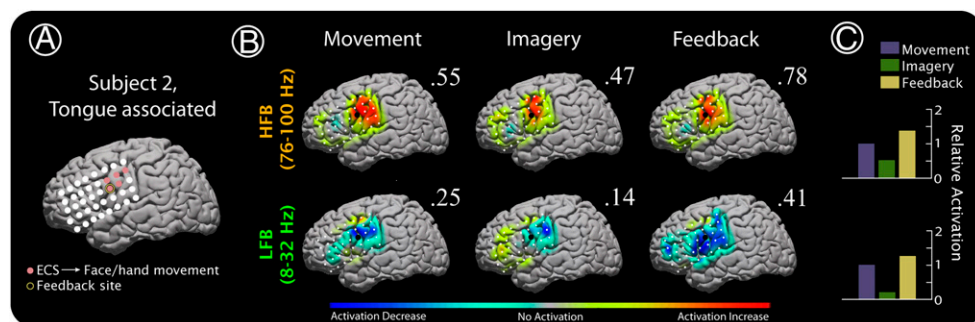 A
Subject 2,
Tongue associated
ECS → Face/hand movement
Feedback site
B
Movement Imagery Feedback
HFB
(76-100 Hz)
.55 .47 .78
LFB
(8-32 Hz)
.25 .14 .41
Activation Decrease No Activation Activation Increase
C
Movement
Imagery
Feedback
2
1
0
2
1
0
Relative Activation